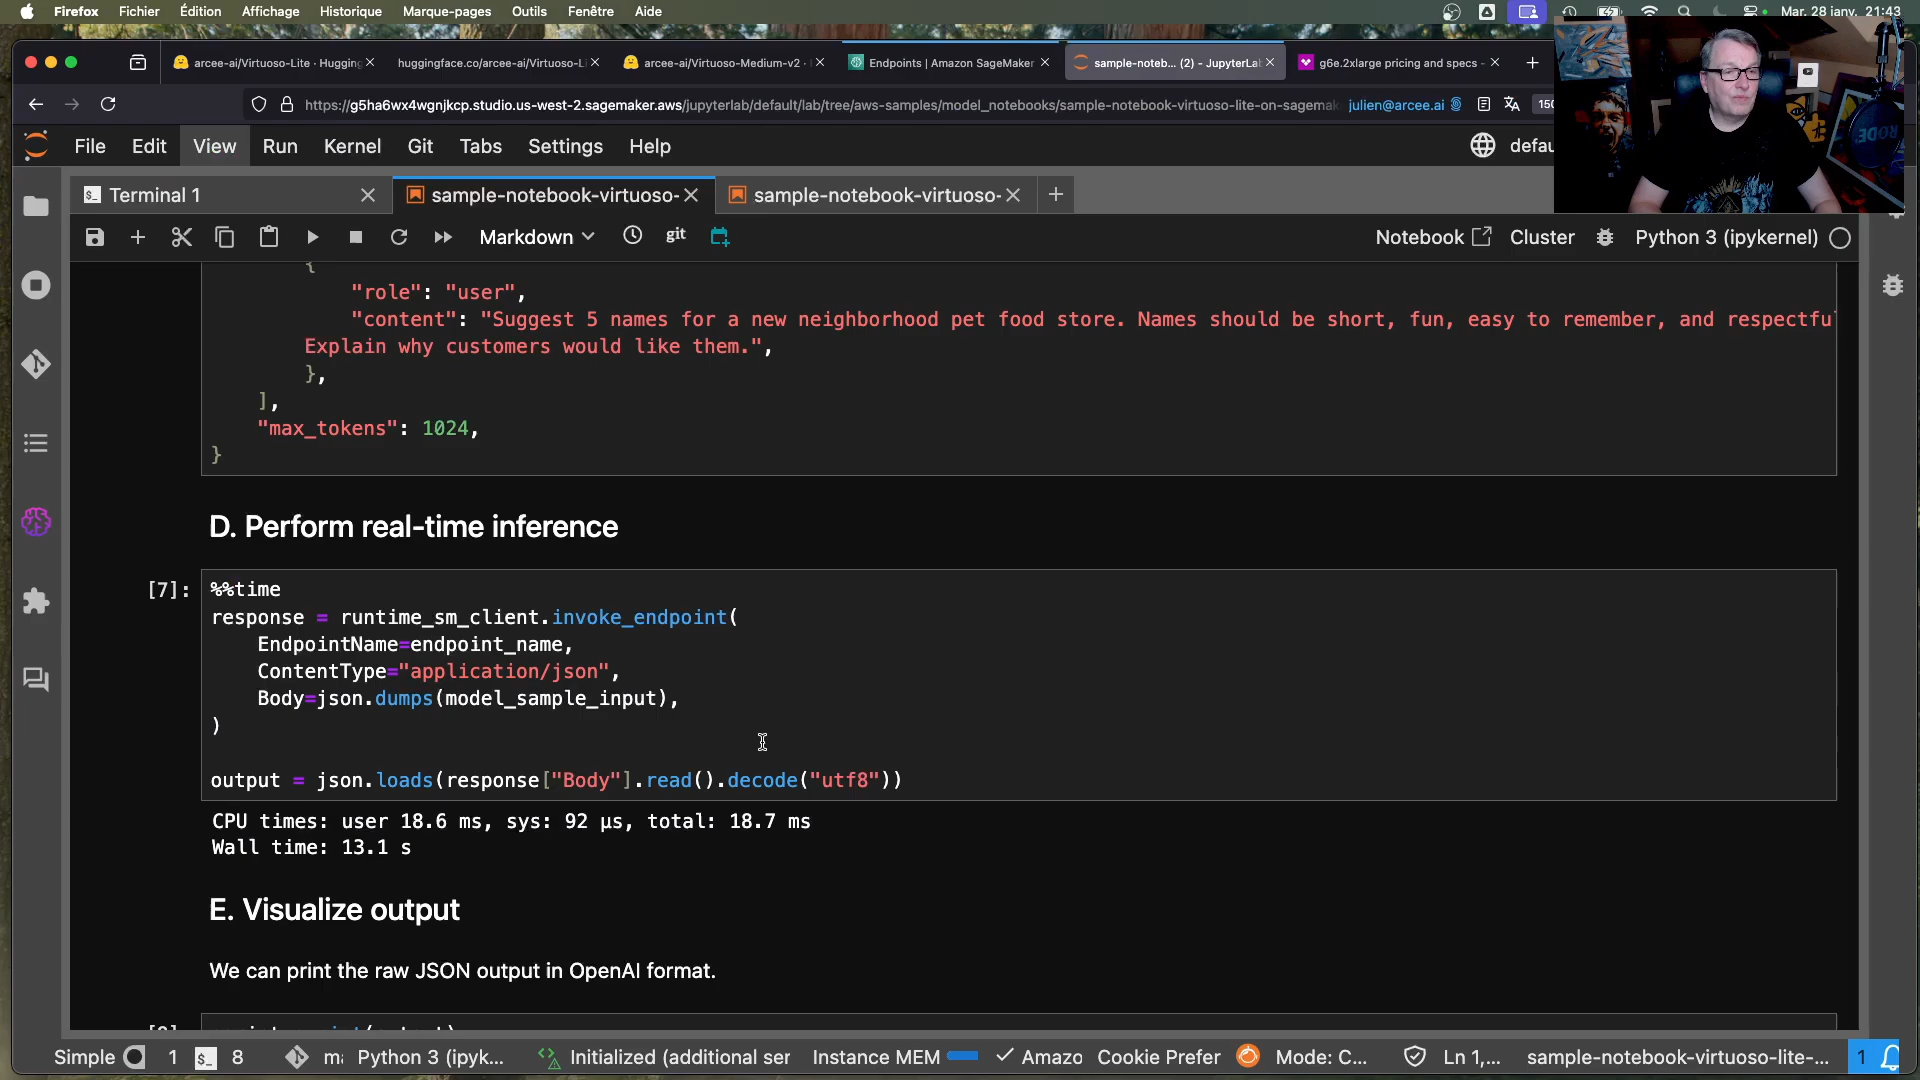 Firefox Fichier Édition Affichage Historique Marque-pages Outils Fenêtre Aide Mar. 28 janv. 21:43
arcee-ai/Virtuoso-Lite · Hugging huggingface.co/arcee-ai/Virtuoso-Li arcee-ai/Virtuoso-Medium-v2 · Endpoints | Amazon SageMaker sample-noteb... (2) - JupyterLa g6e.2xlarge pricing and specs -
https://g5ha6wx4wgnjkcp.studio.us-west-2.sagemaker.aws/jupyterlab/default/lab/tree/aws-samples/model_notebooks/sample-notebook-virtuoso-lite-on-sagema julien@arcee.ai 150
File Edit View Run Kernel Git Tabs Settings Help defau
Terminal 1 sample-notebook-virtuoso- sample-notebook-virtuoso-
Markdown git Notebook Cluster Python 3 (ipykernel)
{
"role": "user",
"content": "Suggest 5 names for a new neighborhood pet food store. Names should be short, fun, easy to remember, and respectful
Explain why customers would like them.",
},
],
"max_tokens": 1024,
}
D. Perform real-time inference
[7]: %%time
response = runtime_sm_client.invoke_endpoint(
EndpointName=endpoint_name,
ContentType="application/json",
Body=json.dumps(model_sample_input),
)
output = json.loads(response["Body"].read().decode("utf8"))
CPU times: user 18.6 ms, sys: 92 µs, total: 18.7 ms
Wall time: 13.1 s
E. Visualize output
We can print the raw JSON output in OpenAI format.
Simple 1 8 Python 3 (ipyk... Initialized (additional ser Instance MEM Amazo Cookie Prefer Mode: C... Ln 1,... sample-notebook-virtuoso-lite-... 1